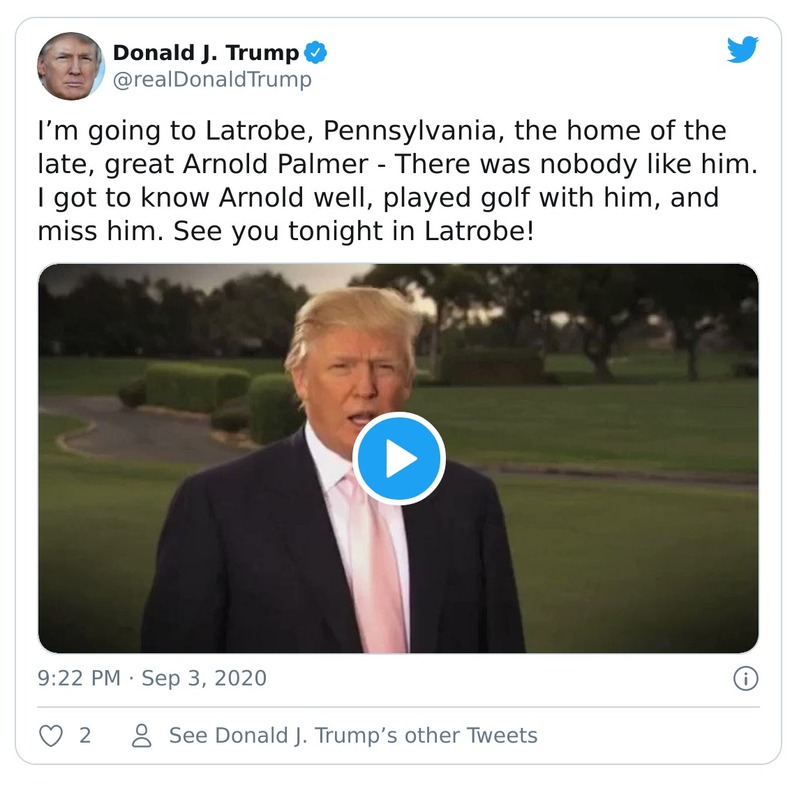 Donald J. Trump
@realDonaldTrump
I’m going to Latrobe, Pennsylvania, the home of the
late, great Arnold Palmer - There was nobody like him.
I got to know Arnold well, played golf with him, and
miss him. See you tonight in Latrobe!
9:22 PM · Sep 3, 2020
2
See Donald J. Trump’s other Tweets